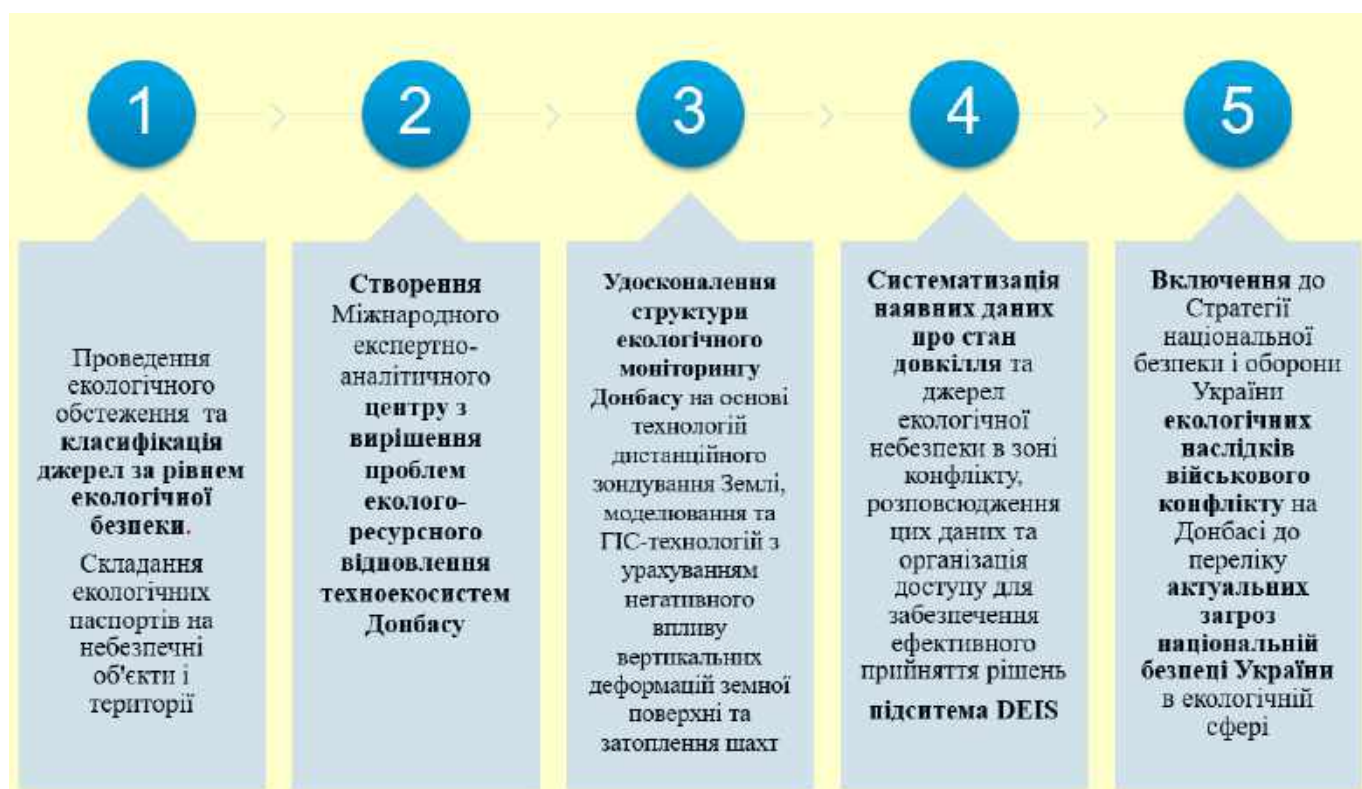 1
2
3
4
5
Проведення
екологічного
обстеження та
класифікація
джерел за рівнем
екологічної
безпеки.
Складання
екологічних
паспортів на
небезпечні
об'єкти і
території
Створення
Міжнародного
експертно-
аналітичного
центру з
вирішення
проблем
еколого-
ресурсного
відновлення
техноекосистем
Донбасу
Удосконалення
структури
екологічного
моніторингу
Донбасу на основі
технологій
дистанційного
зондування Землі,
моделювання та
ГІС-технологій з
урахуванням
негативного
впливу
вертикальних
деформацій земної
поверхні та
затоплення шахт
Систематизація
наявних даних
про стан
довкілля та
джерел
екологічної
небезпеки в зоні
конфлікту,
розповсюдження
цих даних та
організація
доступу для
забезпечення
ефективного
прийняття рішень
підситема DEIS
Включення до
Стратегії
національної
безпеки і оборони
України
екологічних
наслідків
військового
конфлікту на
Донбасі до
переліку
актуальних
загроз
національній
безпеці України
в екологічній
сфері